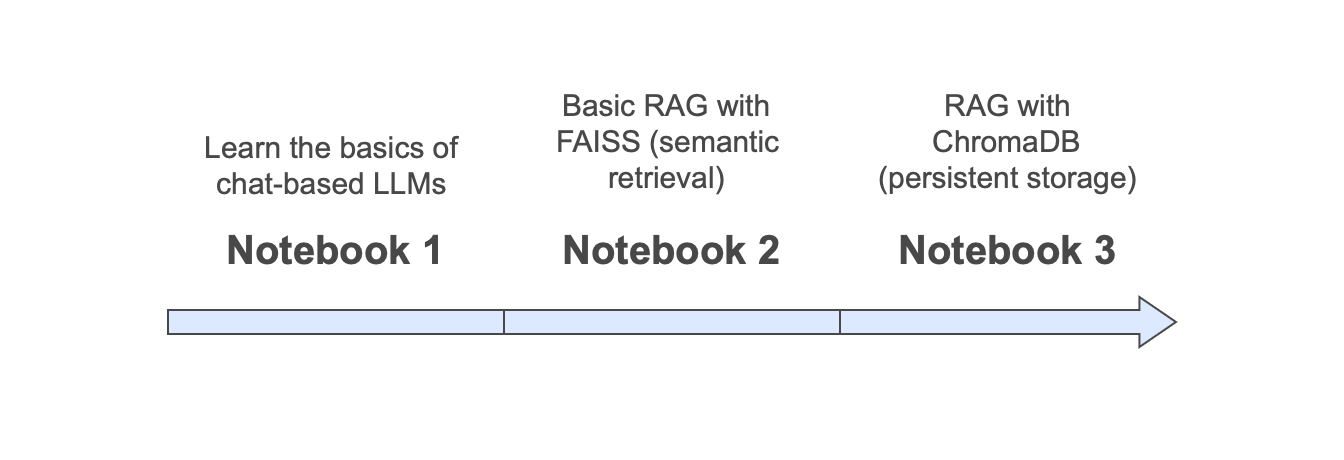 Learn the basics of
chat-based LLMs
Notebook 1
Basic RAG with
FAISS (semantic
retrieval)
Notebook 2
RAG with
ChromaDB
(persistent storage)
Notebook 3